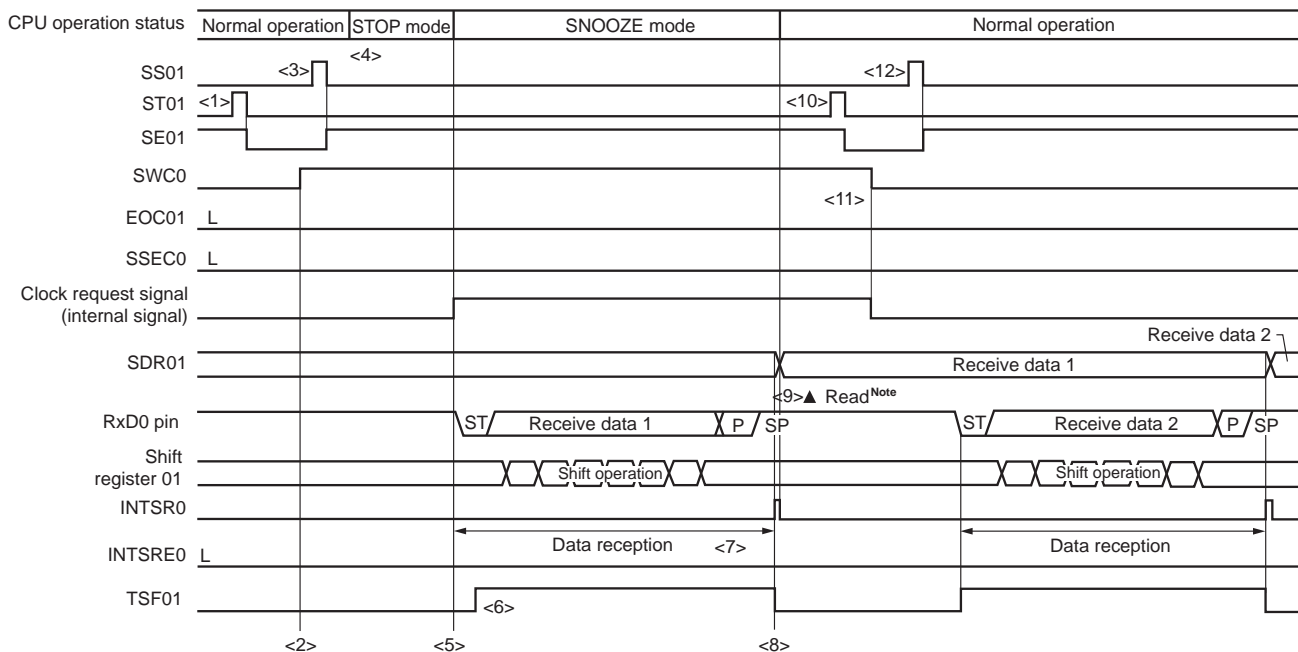 CPU operation status Normal operation STOP mode SNOOZE mode Normal operation
<4>
SS01 <3> <12>
ST01 <1> <10>
SE01
SWC0
<11>
EOC01 L
SSEC0 L
Clock request signal
(internal signal)
Receive data 2
SDR01 Receive data 1
<9>▲ Read Note
RxD0 pin ST Receive data 1 P SP ST Receive data 2 P SP
Shift
register 01 Shift operation Shift operation
INTSR0
Data reception <7> Data reception
INTSRE0 L
TSF01 <6>
<2> <5> <8>